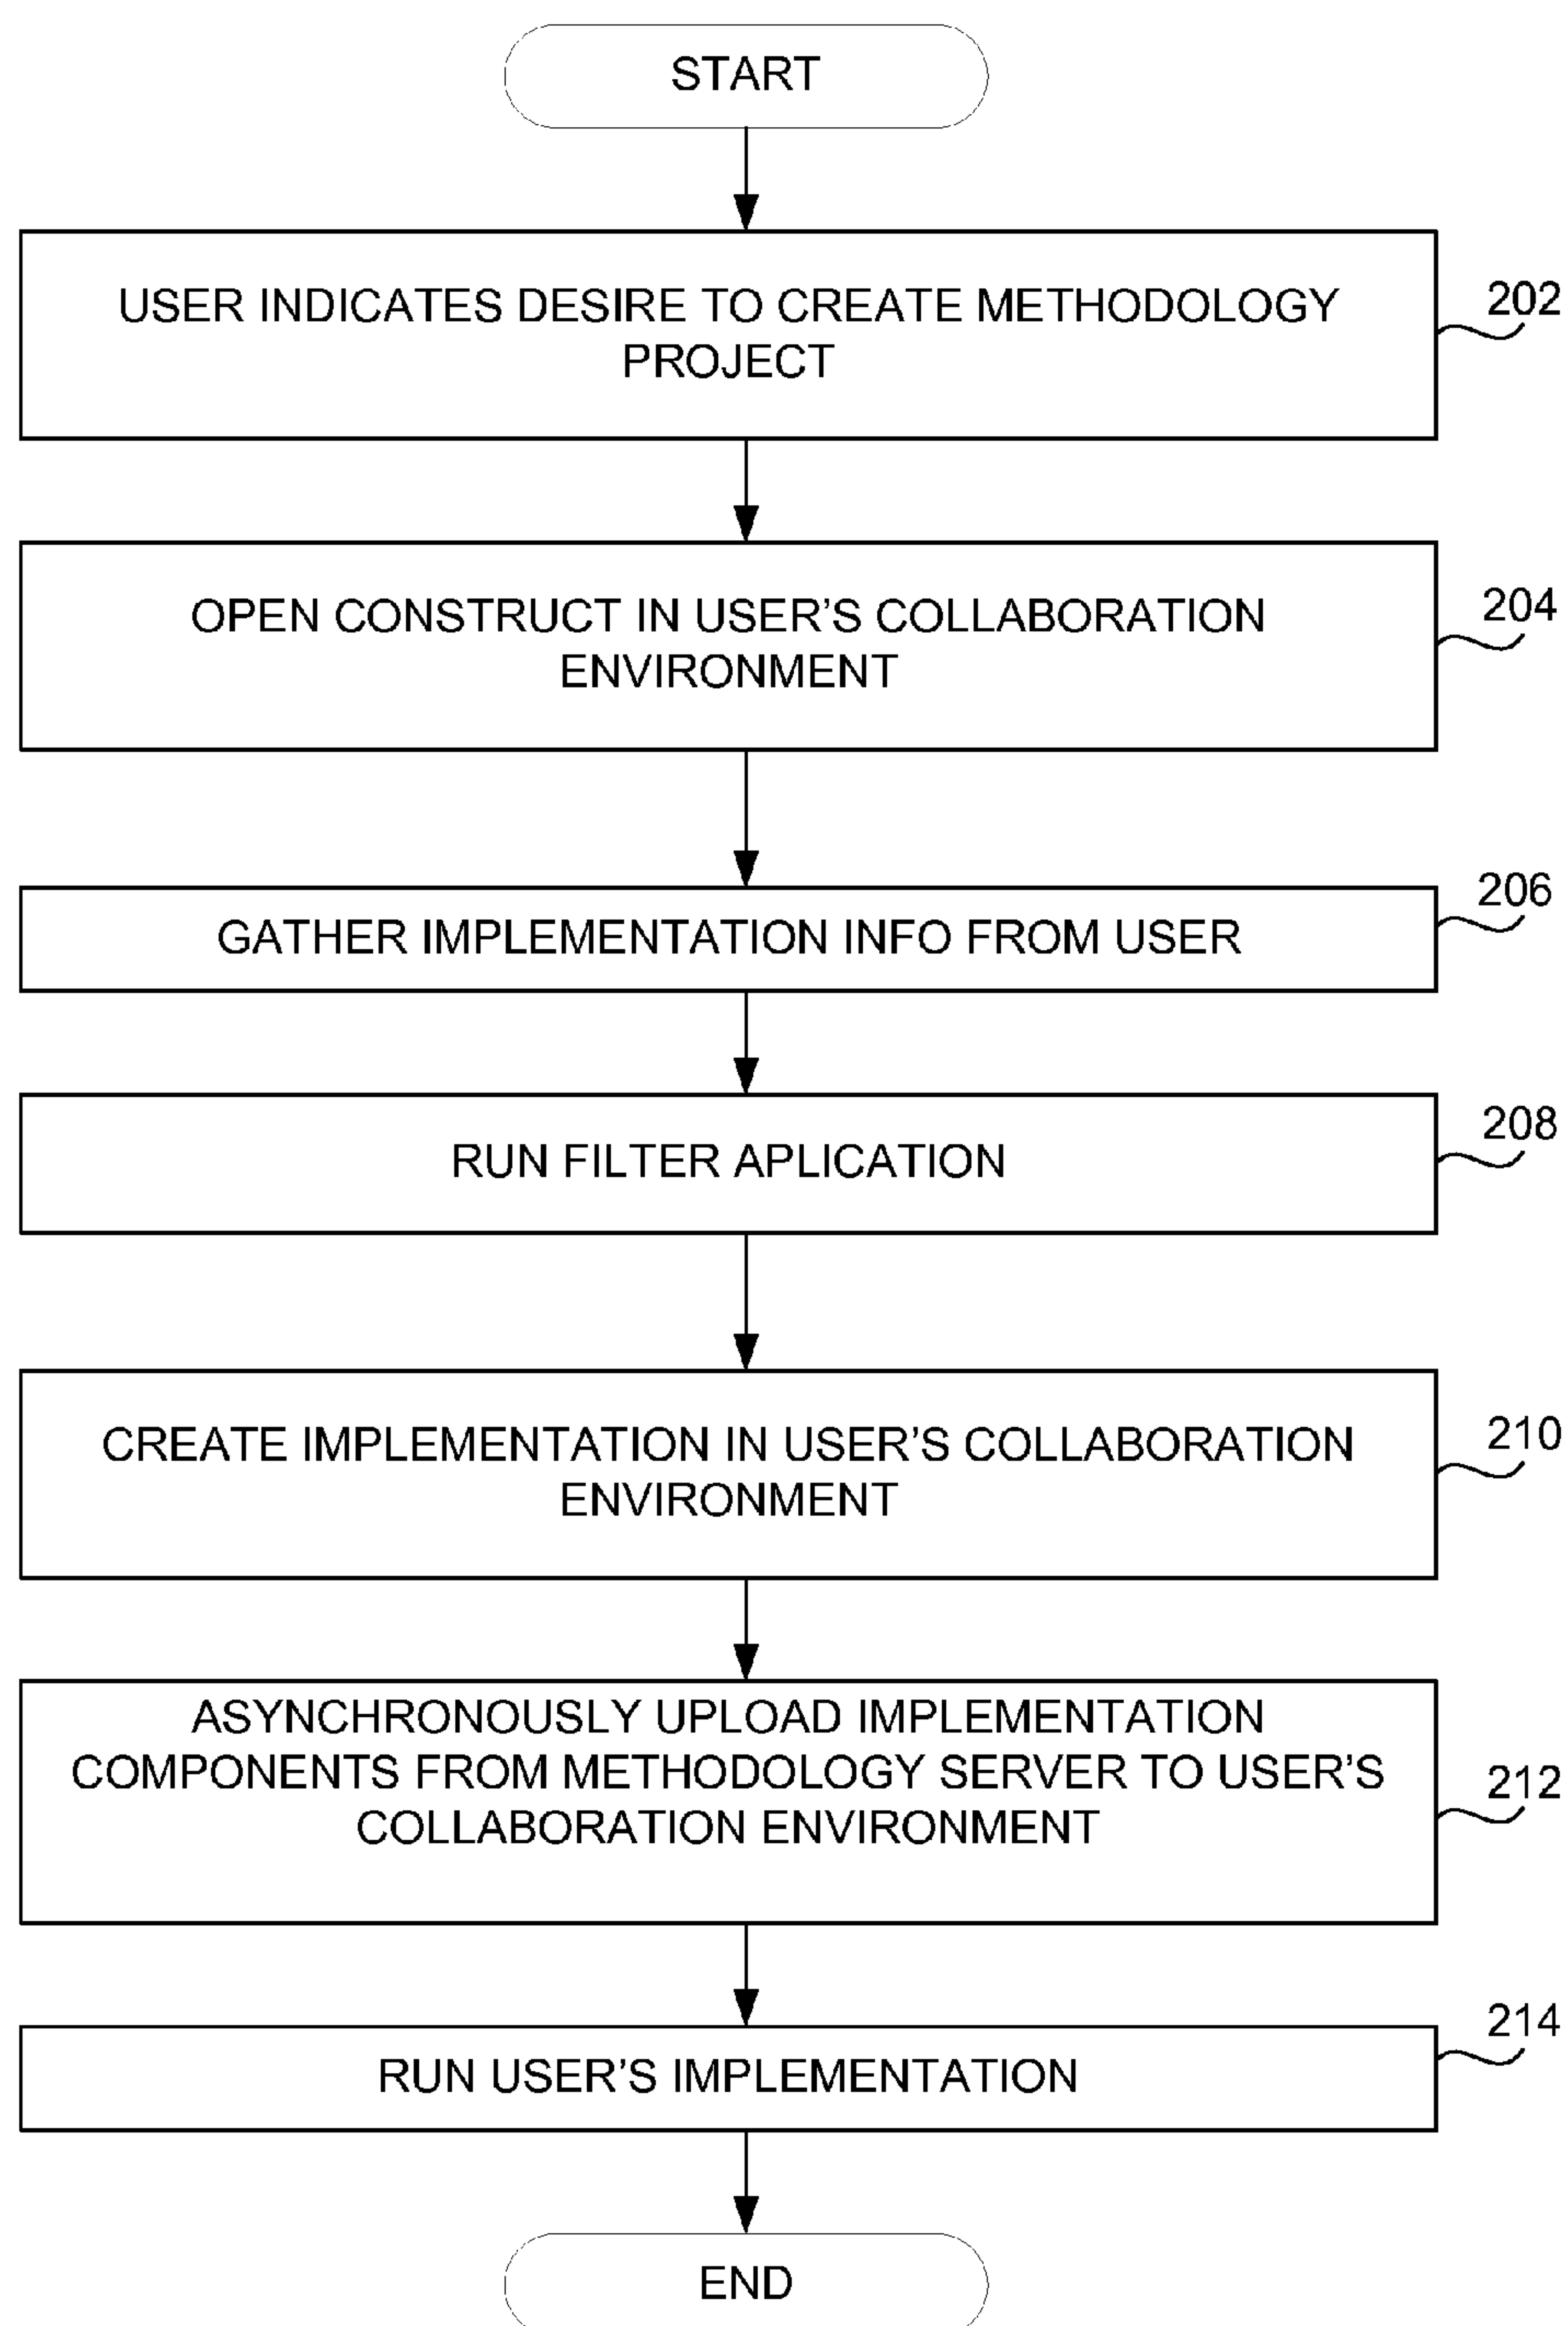 START
USER INDICATES DESIRE TO CREATE METHODOLOGY
PROJECT
202
OPEN CONSTRUCT IN USER'S COLLABORATION
ENVIRONMENT
204
GATHER IMPLEMENTATION INFO FROM USER
206
RUN FILTER APLICATION
208
CREATE IMPLEMENTATION IN USER'S COLLABORATION
ENVIRONMENT
210
ASYNCHRONOUSLY UPLOAD IMPLEMENTATION
COMPONENTS FROM METHODOLOGY SERVER TO USER'S
COLLABORATION ENVIRONMENT
212
RUN USER'S IMPLEMENTATION
214
END